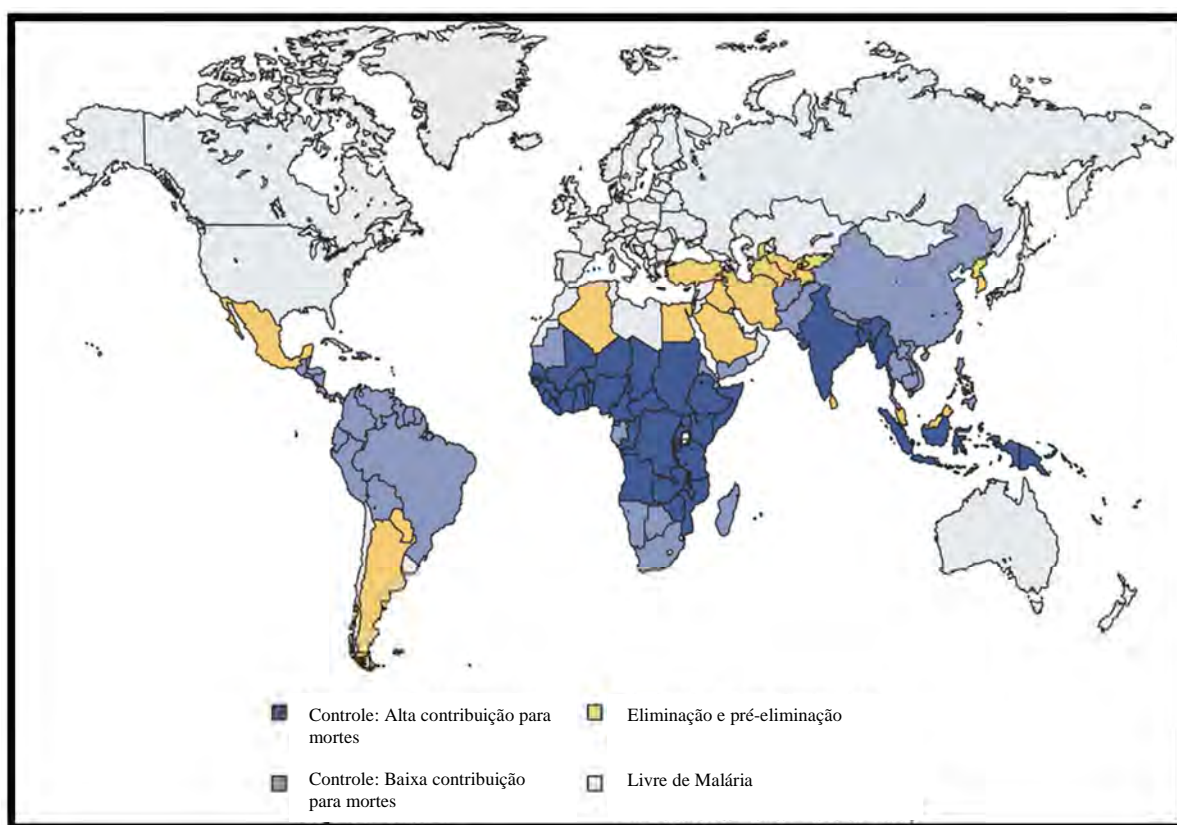 Controle: Alta contribuição para
mortes
Eliminação e pré-eliminação
Controle: Baixa contribuição
para mortes
Livre de Malária